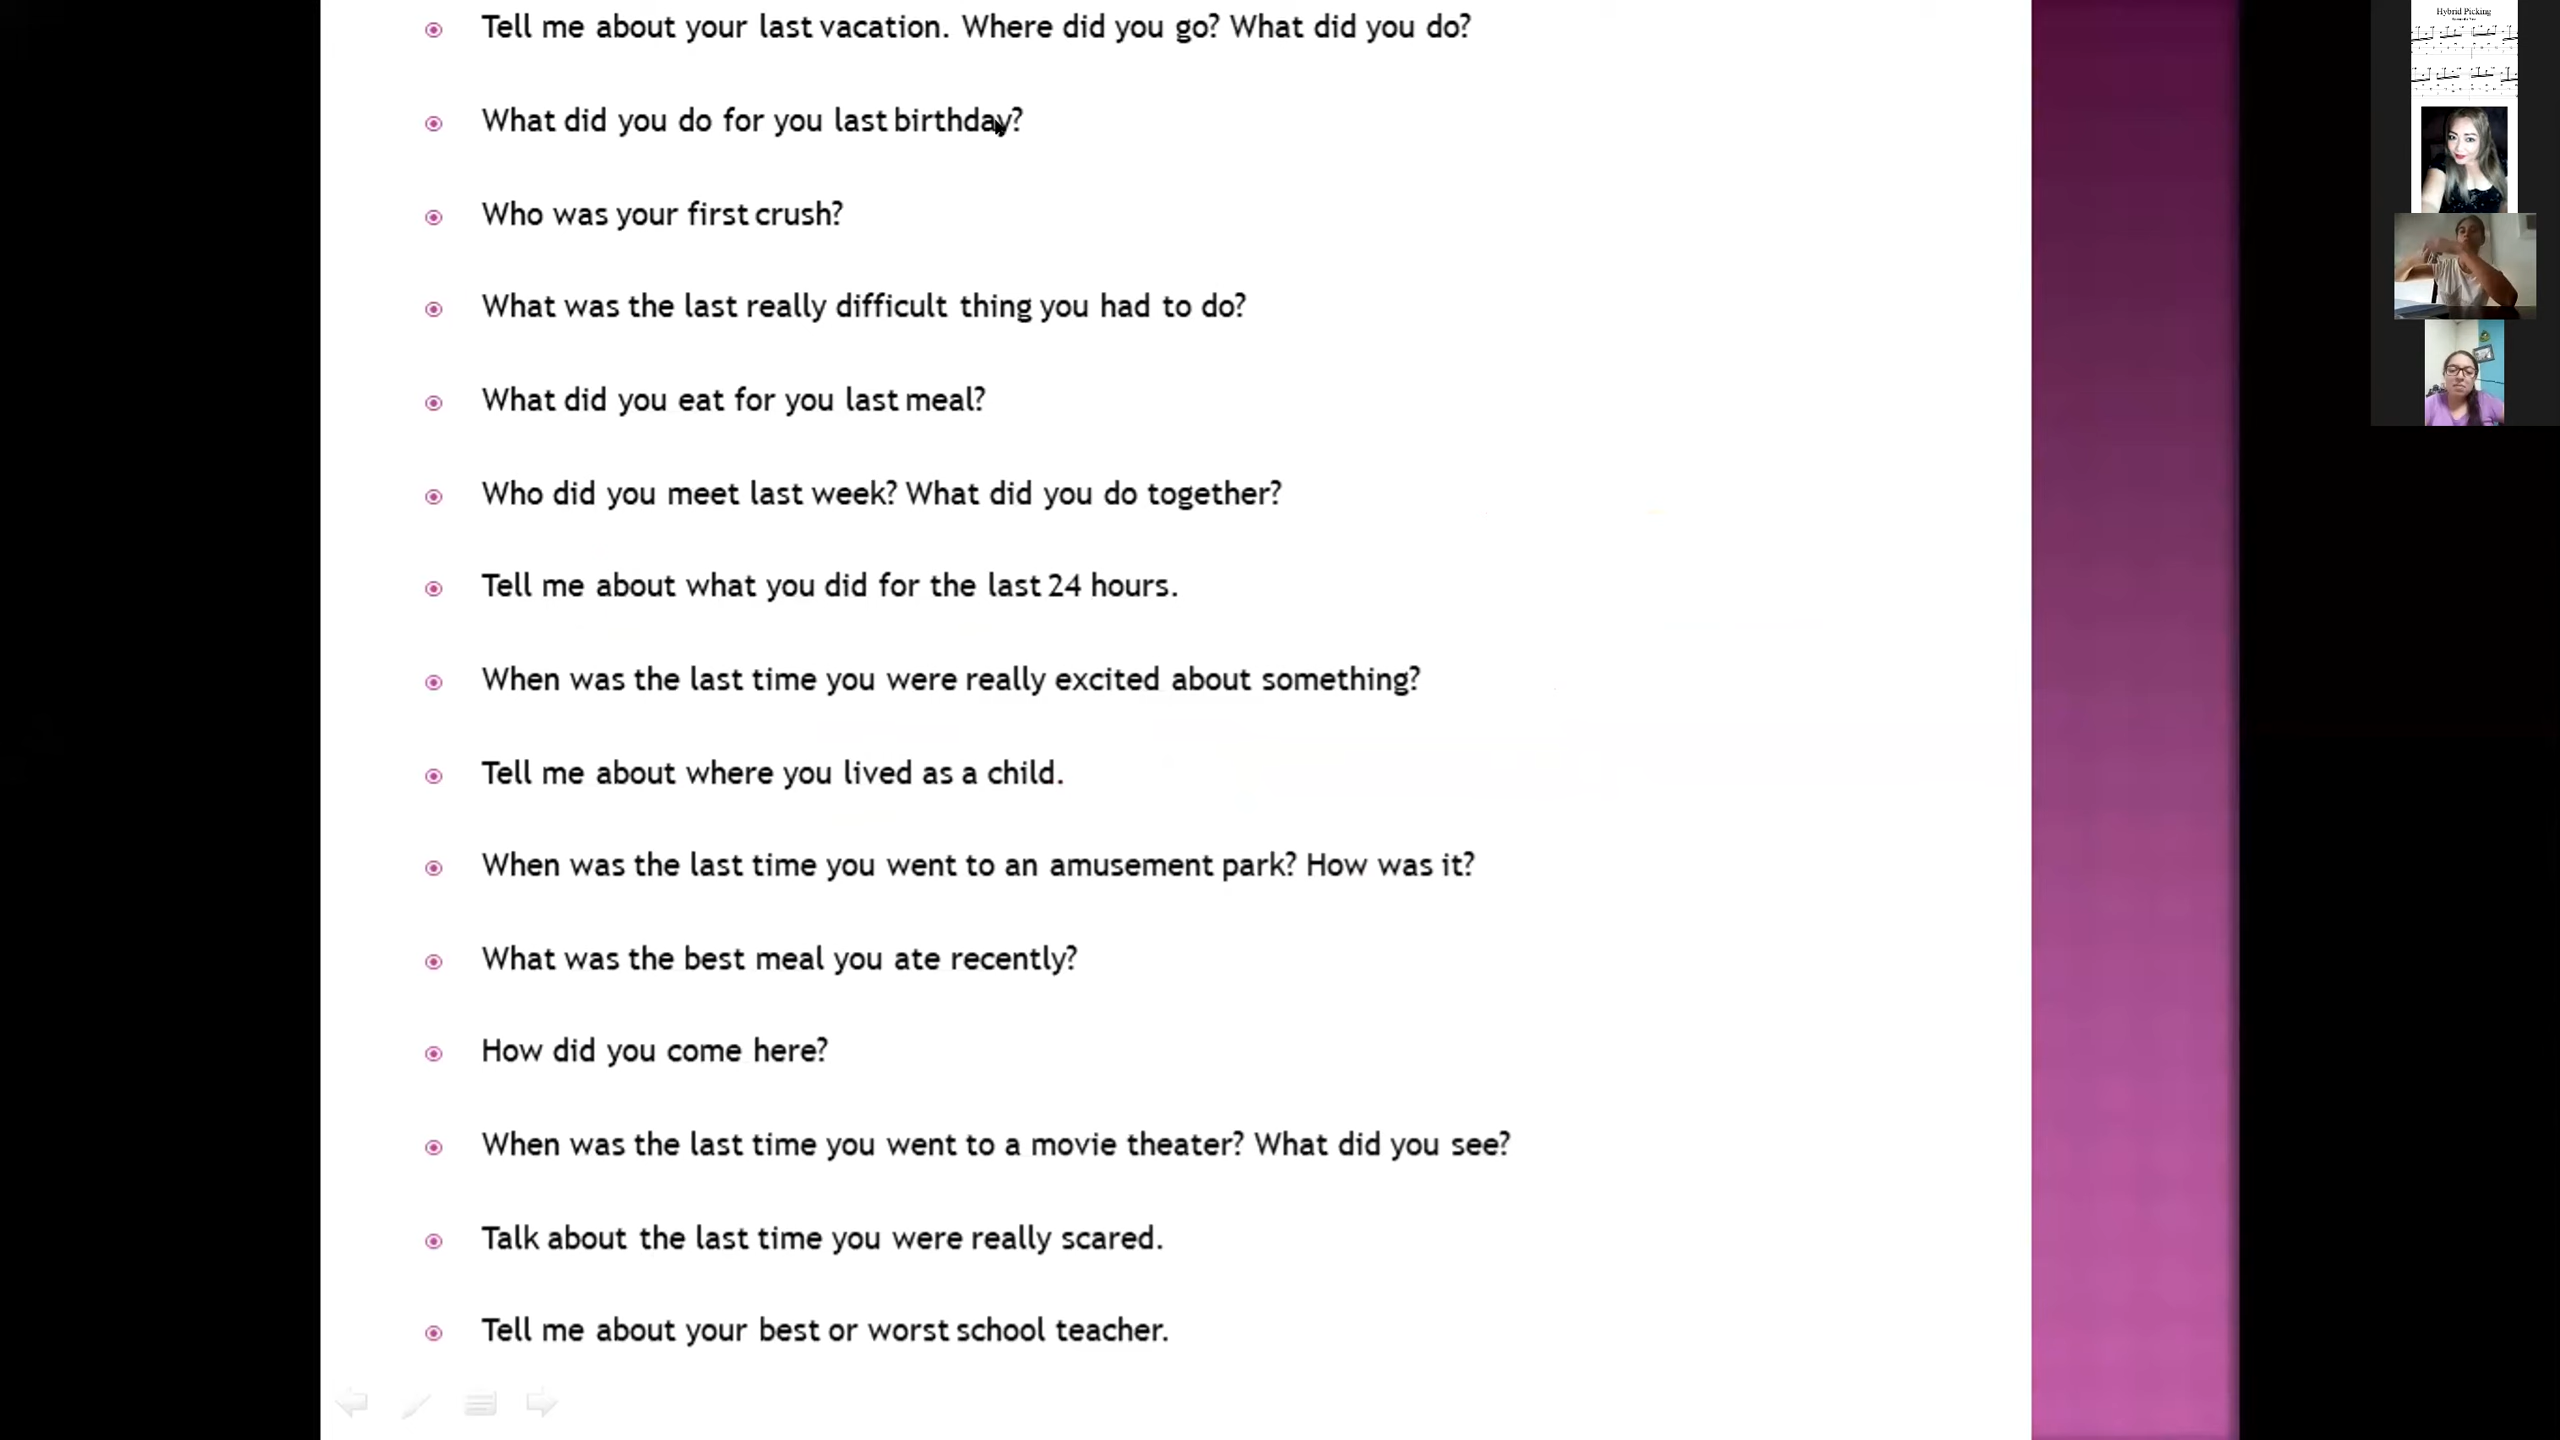 Hybrid Picking
Tell me about your last vacation. Where did you go? What did you do?
What did you do for you last birthday?
Who was your first crush?
What was the last really difficult thing you had to do?
What did you eat for you last meal?
Who did you meet last week? What did you do together?
Tell me about what you did for the last 24 hours.
When was the last time you were really excited about something?
Tell me about where you lived as a child.
When was the last time you went to an amusement park? How was it?
What was the best meal you ate recently?
How did you come here?
When was the last time you went to a movie theater? What did you see?
Talk about the last time you were really scared.
Tell me about your best or worst school teacher.